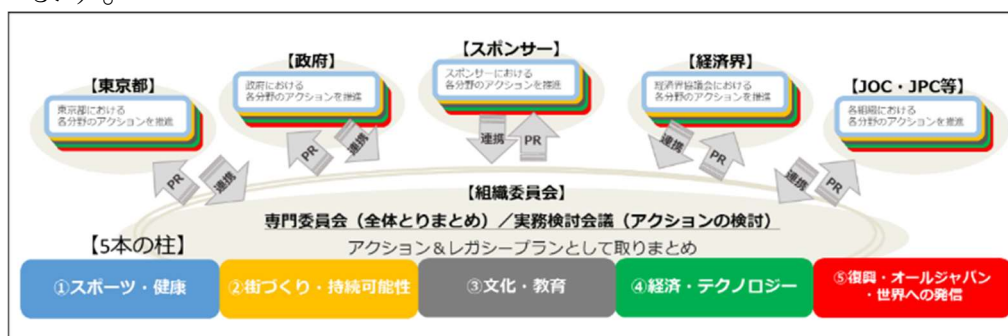 ます。
【東京都】
東京都における
各分野のアクションを推進
【政府】
政府における
各分野のアクションを推進
【スポンサー】
スポンサーにおける
各分野のアクションを推進
【経済界】
経済界協議会における
各分野のアクションを推進
【JOC・JPC等】
各組織における
各分野のアクションを推進
PR
連携
PR
連携
連携
PR
連携
PR
連携
PR
【組織委員会】
専門委員会（全体とりまとめ）／実務検討会議（アクションの検討）
アクション＆レガシープランとして取りまとめ
【5本の柱】
①スポーツ・健康
②街づくり・持続可能性
③文化・教育
④経済・テクノロジー
⑤復興・オールジャパン
・世界への発信